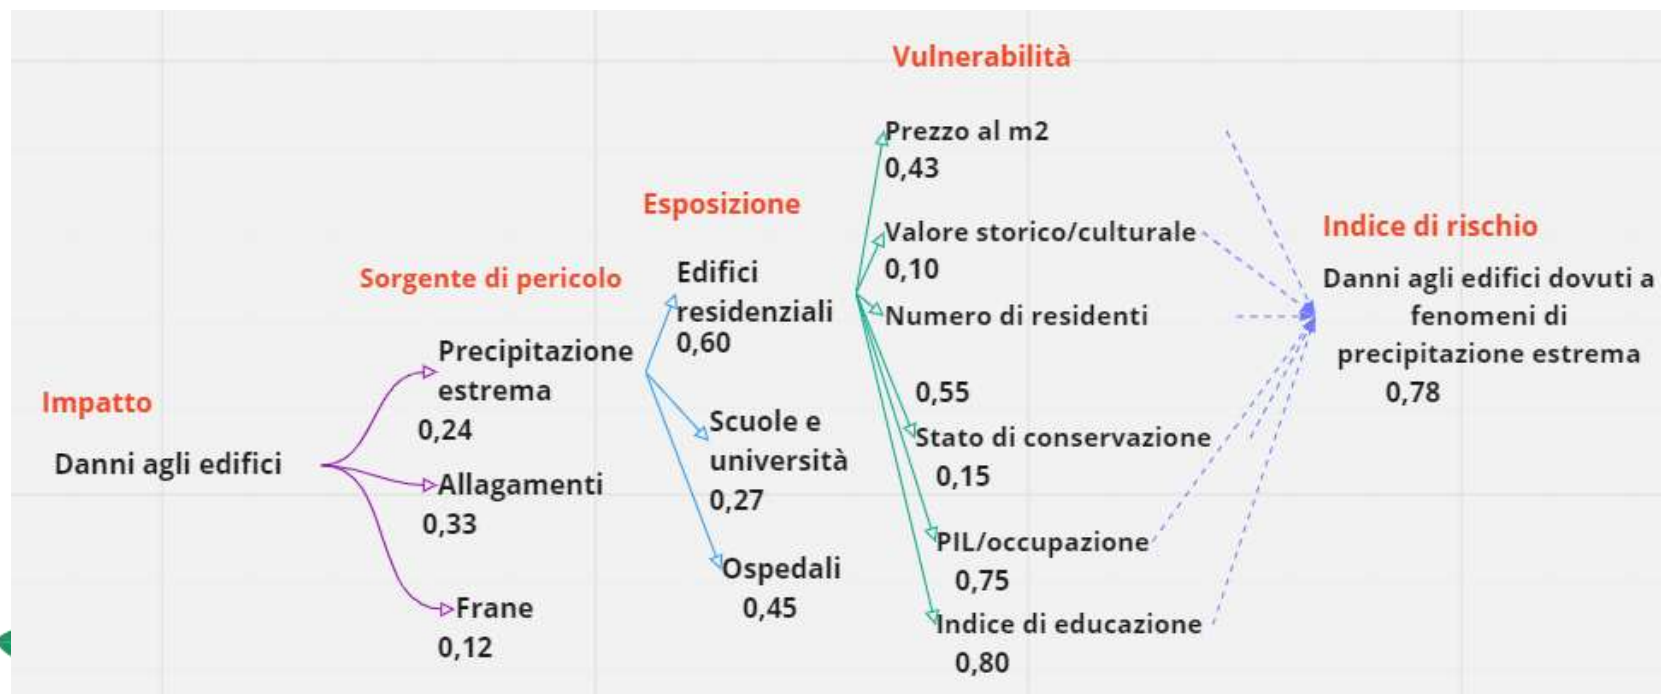 Impatto
Danni agli edifici
Sorgente di pericolo
Precipitazione
estrema
0,24
Allagamenti
0,33
Frane
0,12
Esposizione
Edifici
residenziali
0,60
Scuole e
università
0,27
Ospedali
0,45
Vulnerabilità
Prezzo al m2
0,43
Valore storico/culturale
0,10
Numero di residenti
0,55
Stato di conservazione
0,15
PIL/occupazione
0,75
Indice di educazione
0,80
Indice di rischio
Danni agli edifici dovuti a
fenomeni di
precipitazione estrema
0,78